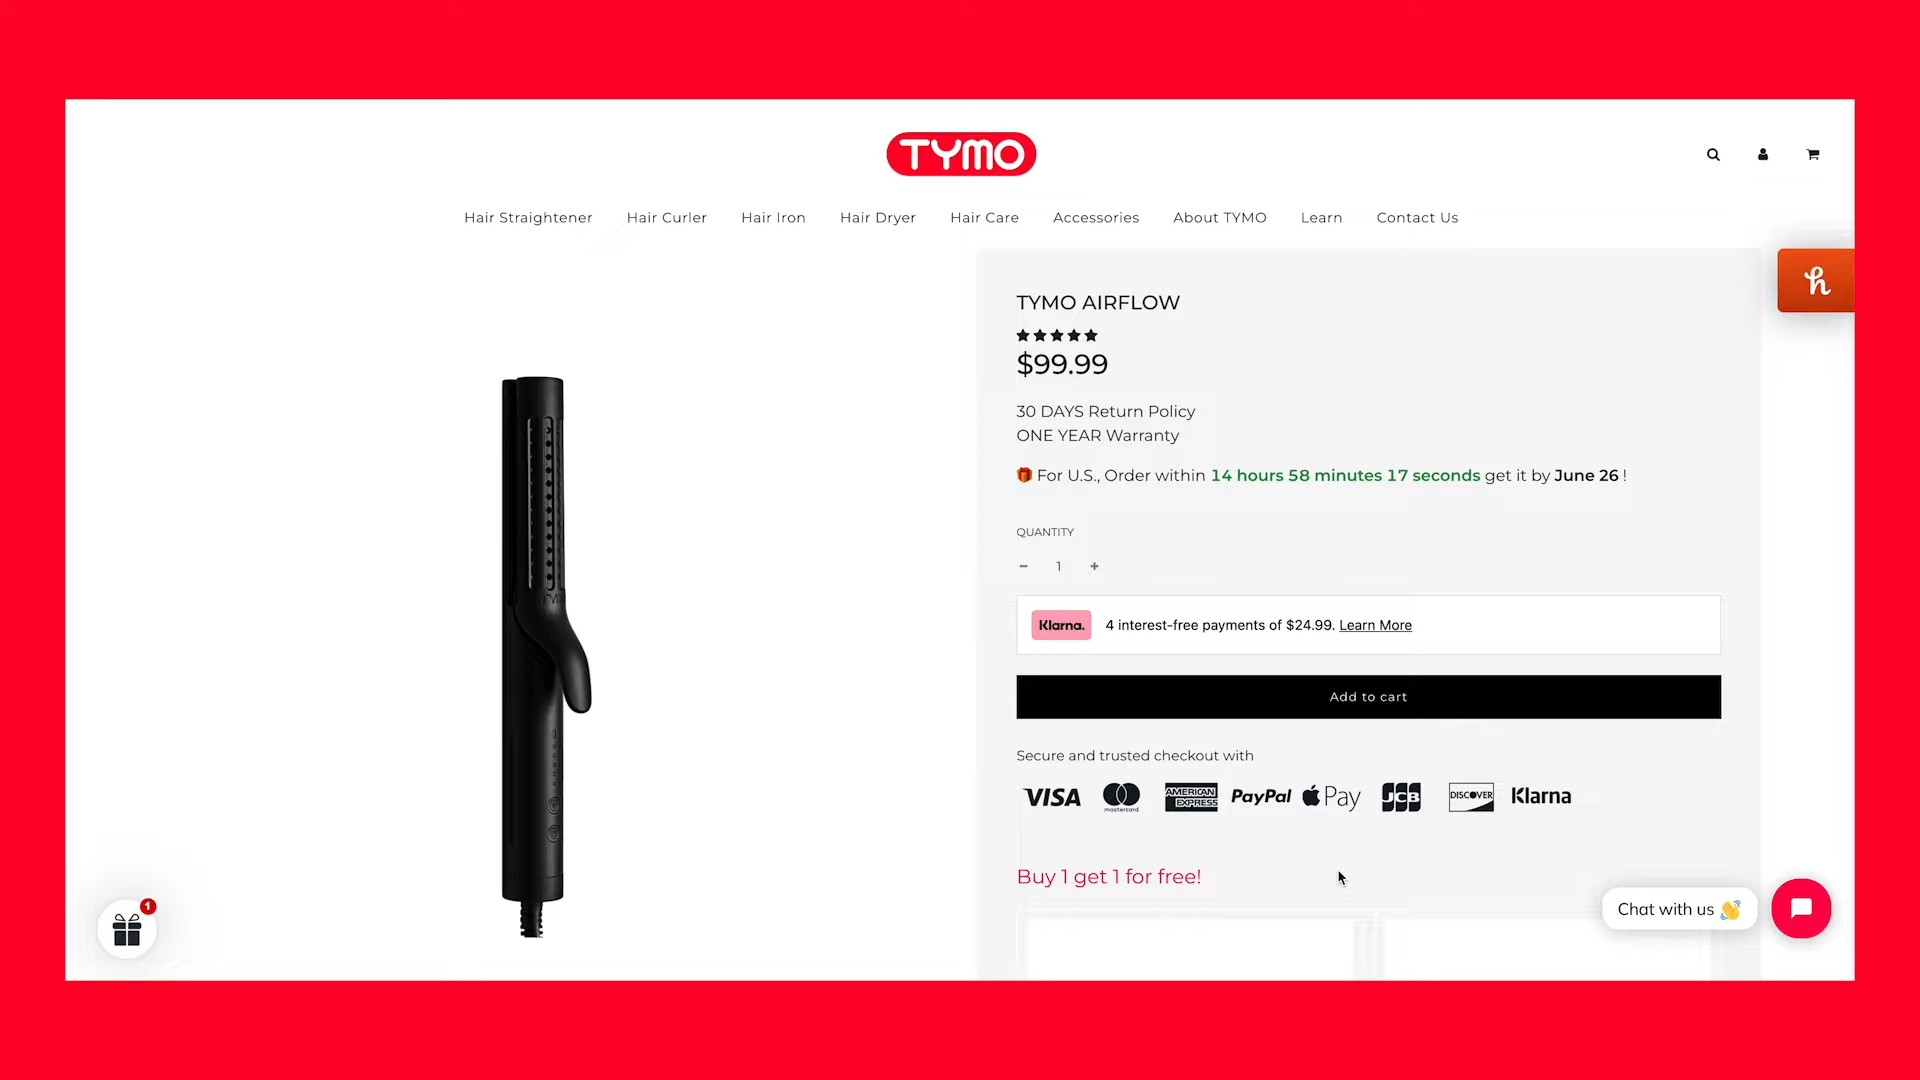 TYMO
Hair Straightener Hair Curler Hair Iron Hair Dryer Hair Care Accessories About TYMO Learn Contact Us
h
TYMO AIRFLOW
$99.99
30 DAYS Return Policy
ONE YEAR Warranty
For U.S., Order within 14 hours 58 minutes 17 seconds get it by June 26 !
QUANTITY
− 1 +
Klarna. 4 interest-free payments of $24.99. Learn More
Add to cart
TYMO
Secure and trusted checkout with
VISA mastercard AMERICAN EXPRESS PayPal Pay JCB DISCOVER Klarna
Buy 1 get 1 for free!
1
Chat with us